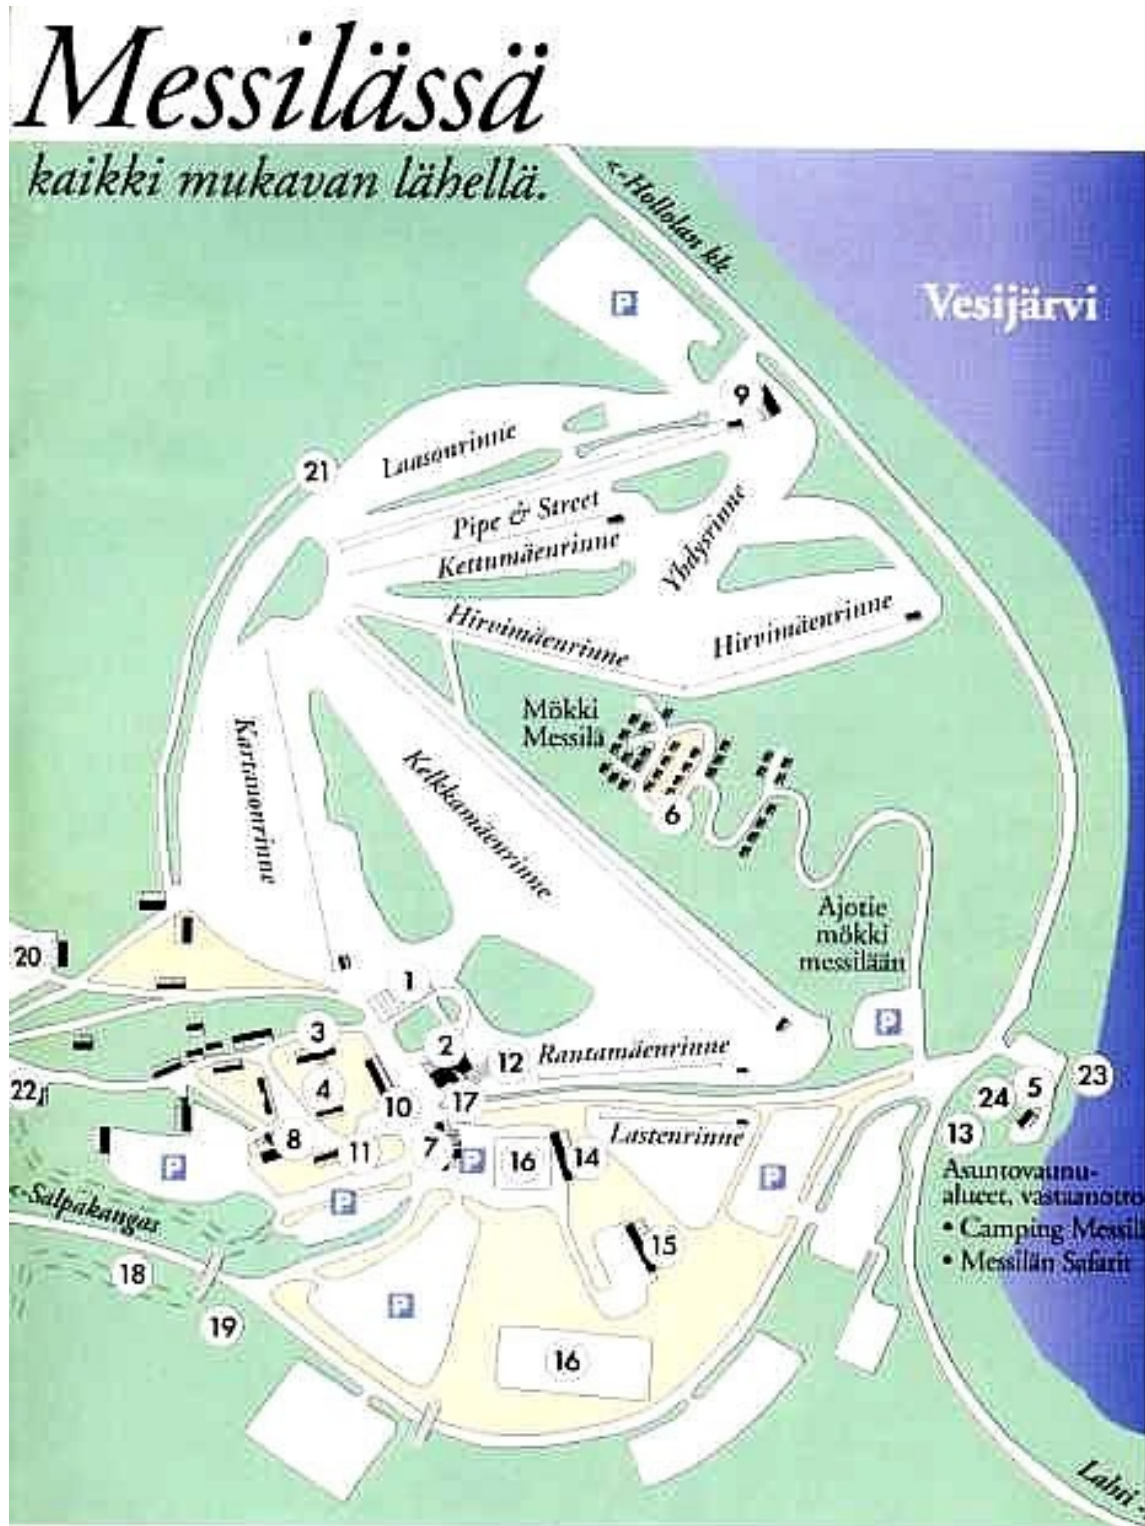 Messilässä
kaikki mukavan lähellä.
<-Hollolan kk
Vesijärvi
P
9
Laasonrinne
21
Pipe & Street
Kettumäenrinne
Yhdysrinne
Hirvimäenrinne
Hirvimäenrinne
Mökki
Messilä
Kartanonrinne
Kelkkamäenrinne
6
Ajotie
mökki
messilään
20
1
P
3
2
12
Rantamäenrinne
22
4
10
17
24
5
23
8
11
7
P
16
14
Lastenrinne
13
P
P
P
Asuntovaunu-
alueet, vastaanotto
• Camping Messilä
• Messilän Safarit
<-Salpakangas
15
18
P
19
16
Lahti